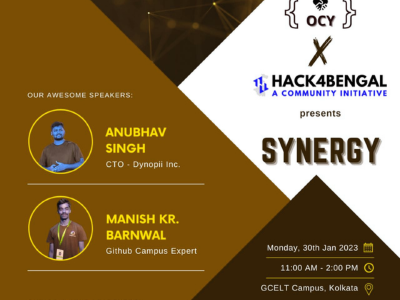 OCY
X
HACK4BENGAL
A COMMUNITY INITIATIVE
presents
SYNERGY
OUR AWESOME SPEAKERS:
ANUBHAV
SINGH
CTO - Dynopii Inc.
MANISH KR.
BARNWAL
Github Campus Expert
Monday, 30th Jan 2023
11:00 AM - 2:00 PM
GCELT Campus, Kolkata